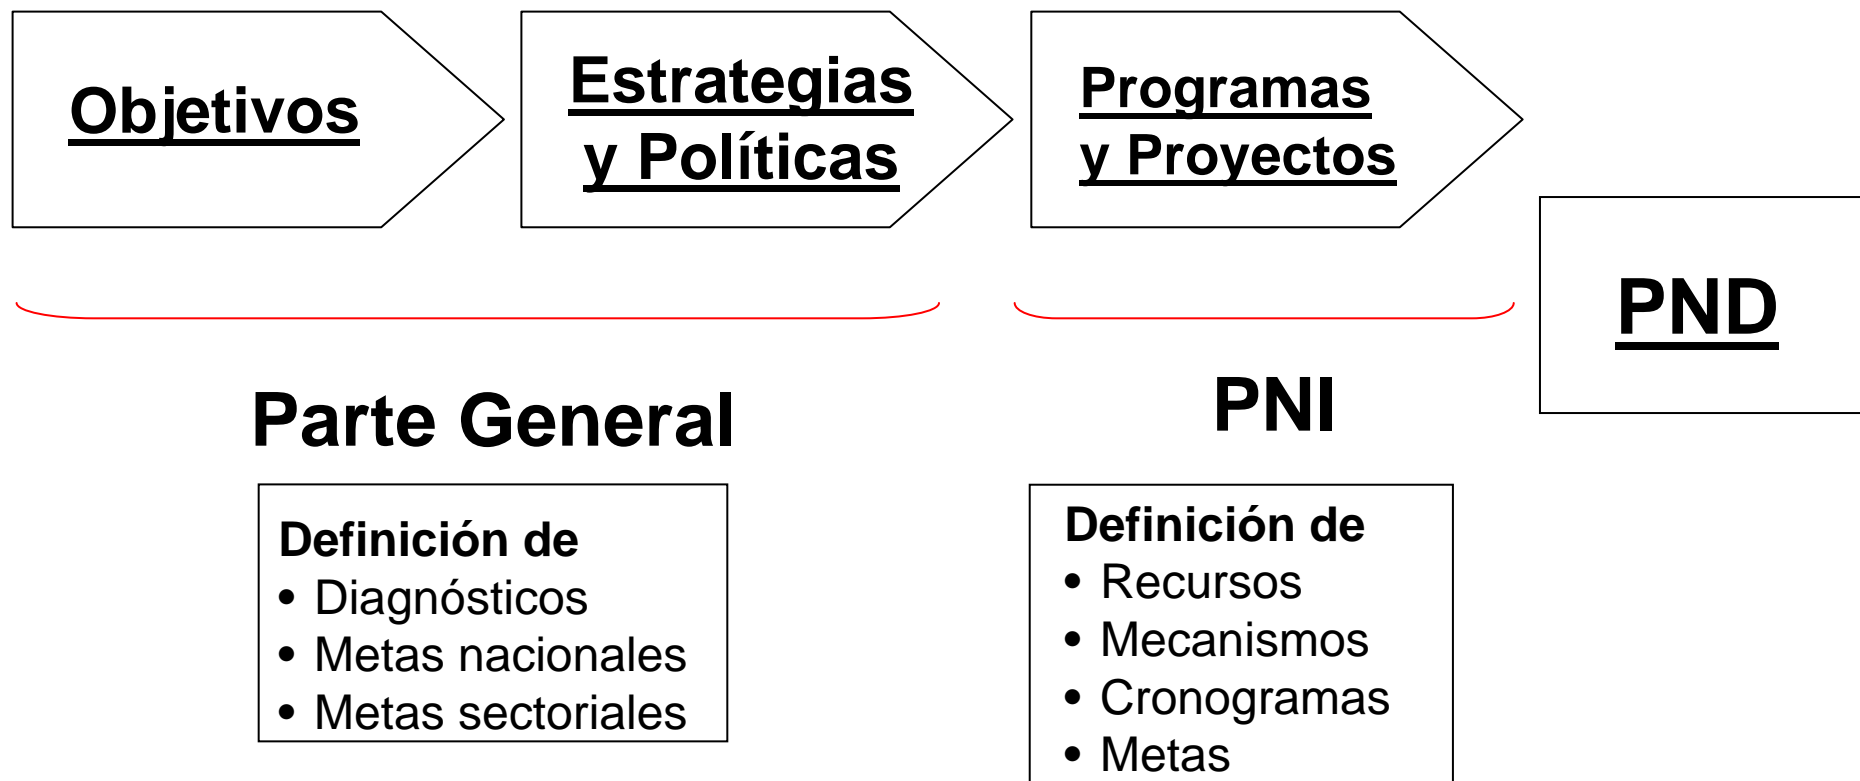 Objetivos
Estrategias
y Políticas
Programas
y Proyectos
PND
Parte General
PNI
Definición de
• Diagnósticos
• Metas nacionales
• Metas sectoriales
Definición de
• Recursos
• Mecanismos
• Cronogramas
• Metas